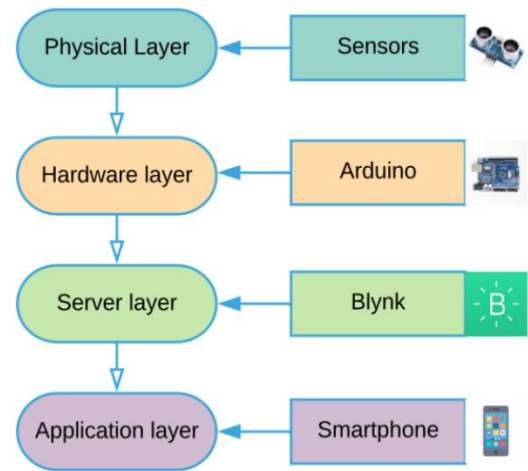 Physical Layer
Sensors
Hardware layer
Arduino
Server layer
Blynk
B
Application layer
Smartphone